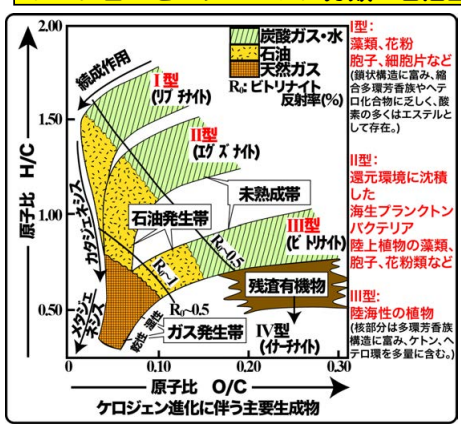 2.00
1.50
1.00
0.50
0
0.10
0.20
0.30
原子比 H/C
原子比 O/C
ケロジェン進化に伴う主要生成物
炭酸ガス・水
石油
天然ガス
R₀:ビトリナイト
反射率(%)
続成作用
カタジェネシス
メタジェ
ネシス
I型
(リプチナイト)
II型
(エグズナイト)
III型
(ビトリナイト)
未熟成帯
石油発生帯
R₀~0.5
R₀~1
R₀~0.5
残渣有機物
IV型
(イナーチナイト)
ガス発生帯
乾性 湿性
I型:
藻類、花粉
胞子、細胞片など
(鎖状構造に富み、縮
合多環芳香族やヘテ
ロ化合物に乏しく、酸
素の多くはエステルと
して存在。)
II型:
還元環境に沈積
した
海生プランクトン
バクテリア
陸上植物の藻類、
胞子、花粉類など
III型:
陸海性の植物
(核部分は多環芳香族
構造に富み、ケトン、ヘ
テロ環を多量に含む。)